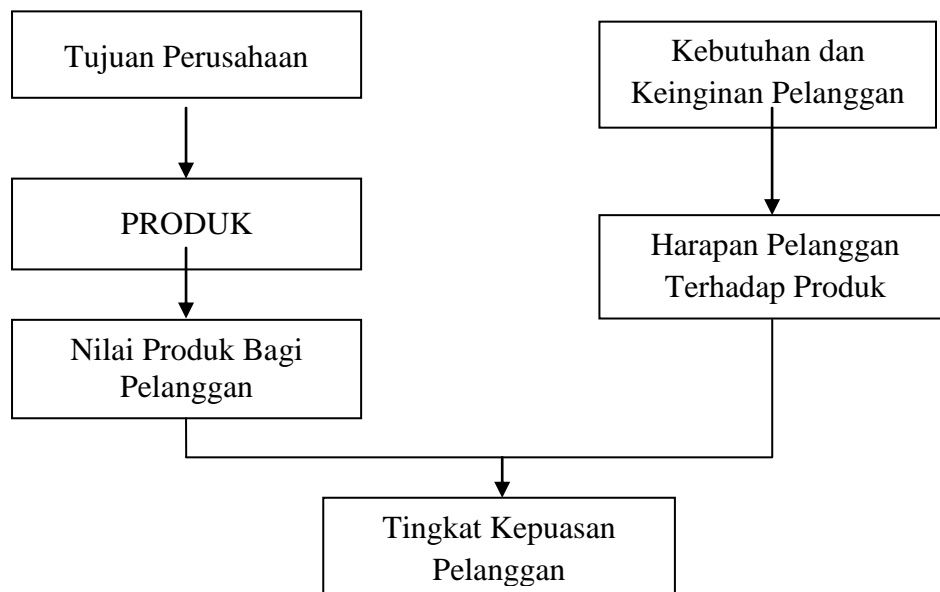 Tujuan Perusahaan
Kebutuhan dan
Keinginan Pelanggan
PRODUK
Harapan Pelanggan
Terhadap Produk
Nilai Produk Bagi
Pelanggan
Tingkat Kepuasan
Pelanggan